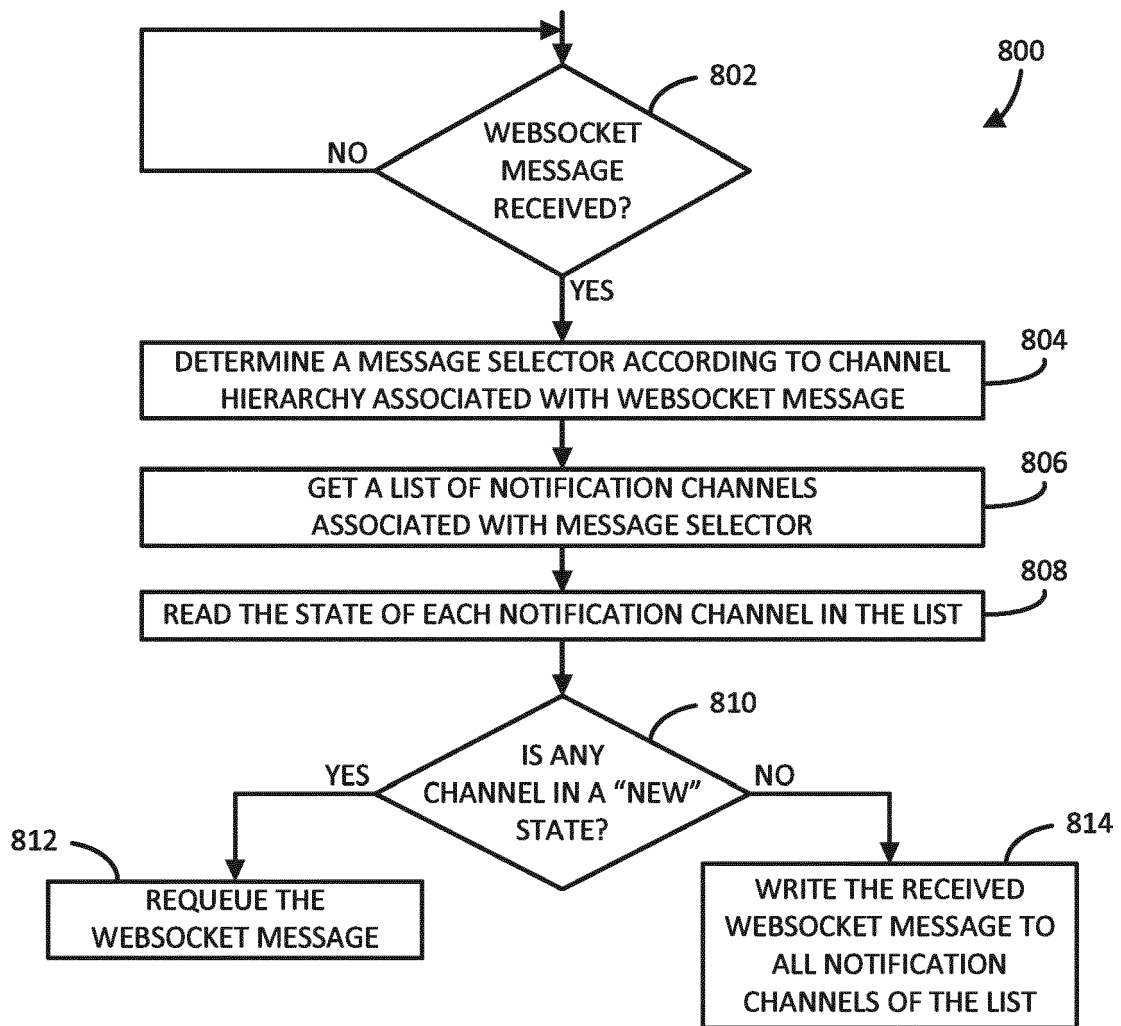 800
802
WEBSOCKET
MESSAGE
RECEIVED?
NO
YES
804
DETERMINE A MESSAGE SELECTOR ACCORDING TO CHANNEL
HIERARCHY ASSOCIATED WITH WEBSOCKET MESSAGE
806
GET A LIST OF NOTIFICATION CHANNELS
ASSOCIATED WITH MESSAGE SELECTOR
808
READ THE STATE OF EACH NOTIFICATION CHANNEL IN THE LIST
810
IS ANY
CHANNEL IN A “NEW”
STATE?
YES
NO
812
REQUEUE THE
WEBSOCKET MESSAGE
814
WRITE THE RECEIVED
WEBSOCKET MESSAGE TO
ALL NOTIFICATION
CHANNELS OF THE LIST